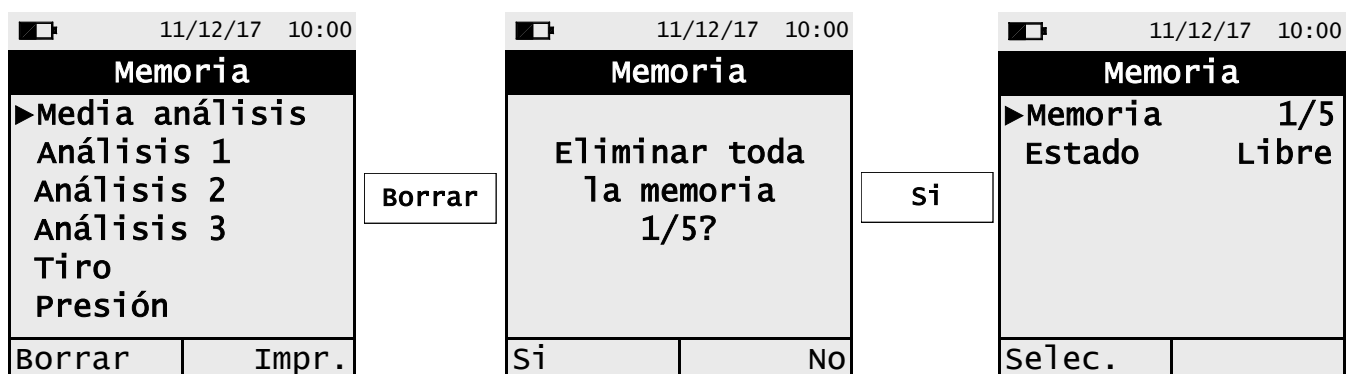 11/12/17 10:00
Memoria
►Media análisis
Análisis 1
Análisis 2
Análisis 3
Tiro
Presión
Borrar Impr.
Borrar
11/12/17 10:00
Memoria
Eliminar toda
la memoria
1/5?
Si No
Si
11/12/17 10:00
Memoria
►Memoria 1/5
Estado Libre
Selec.